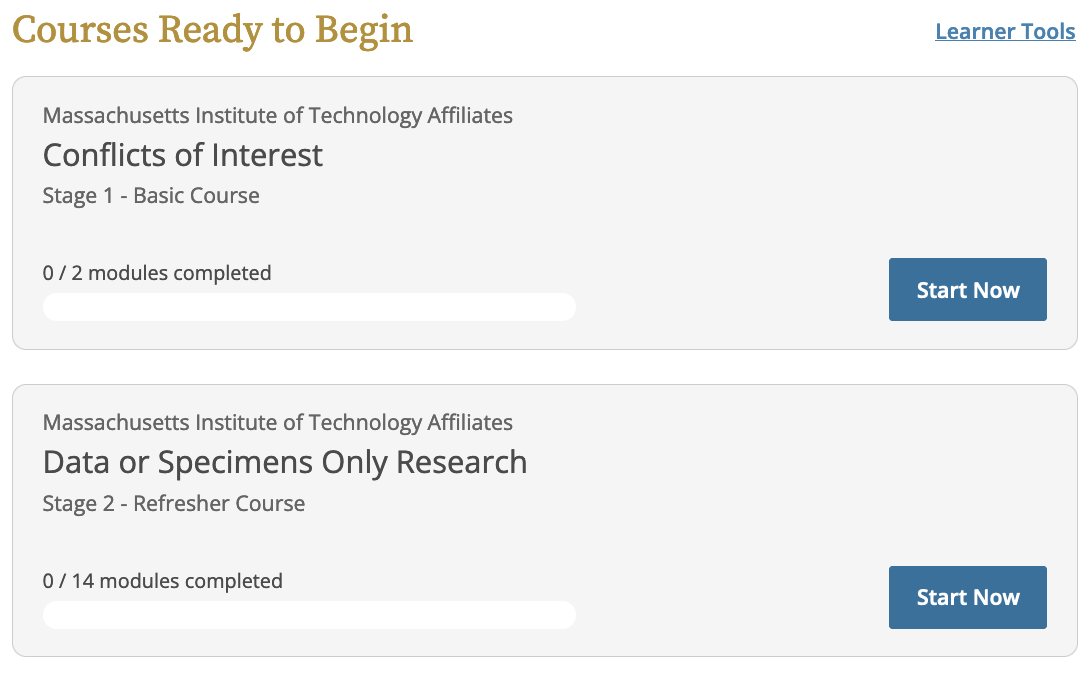 Courses Ready to Begin
Learner Tools
Massachusetts Institute of Technology Affiliates
Conflicts of Interest
Stage 1 - Basic Course
0 / 2 modules completed
Start Now
Massachusetts Institute of Technology Affiliates
Data or Specimens Only Research
Stage 2 - Refresher Course
0 / 14 modules completed
Start Now